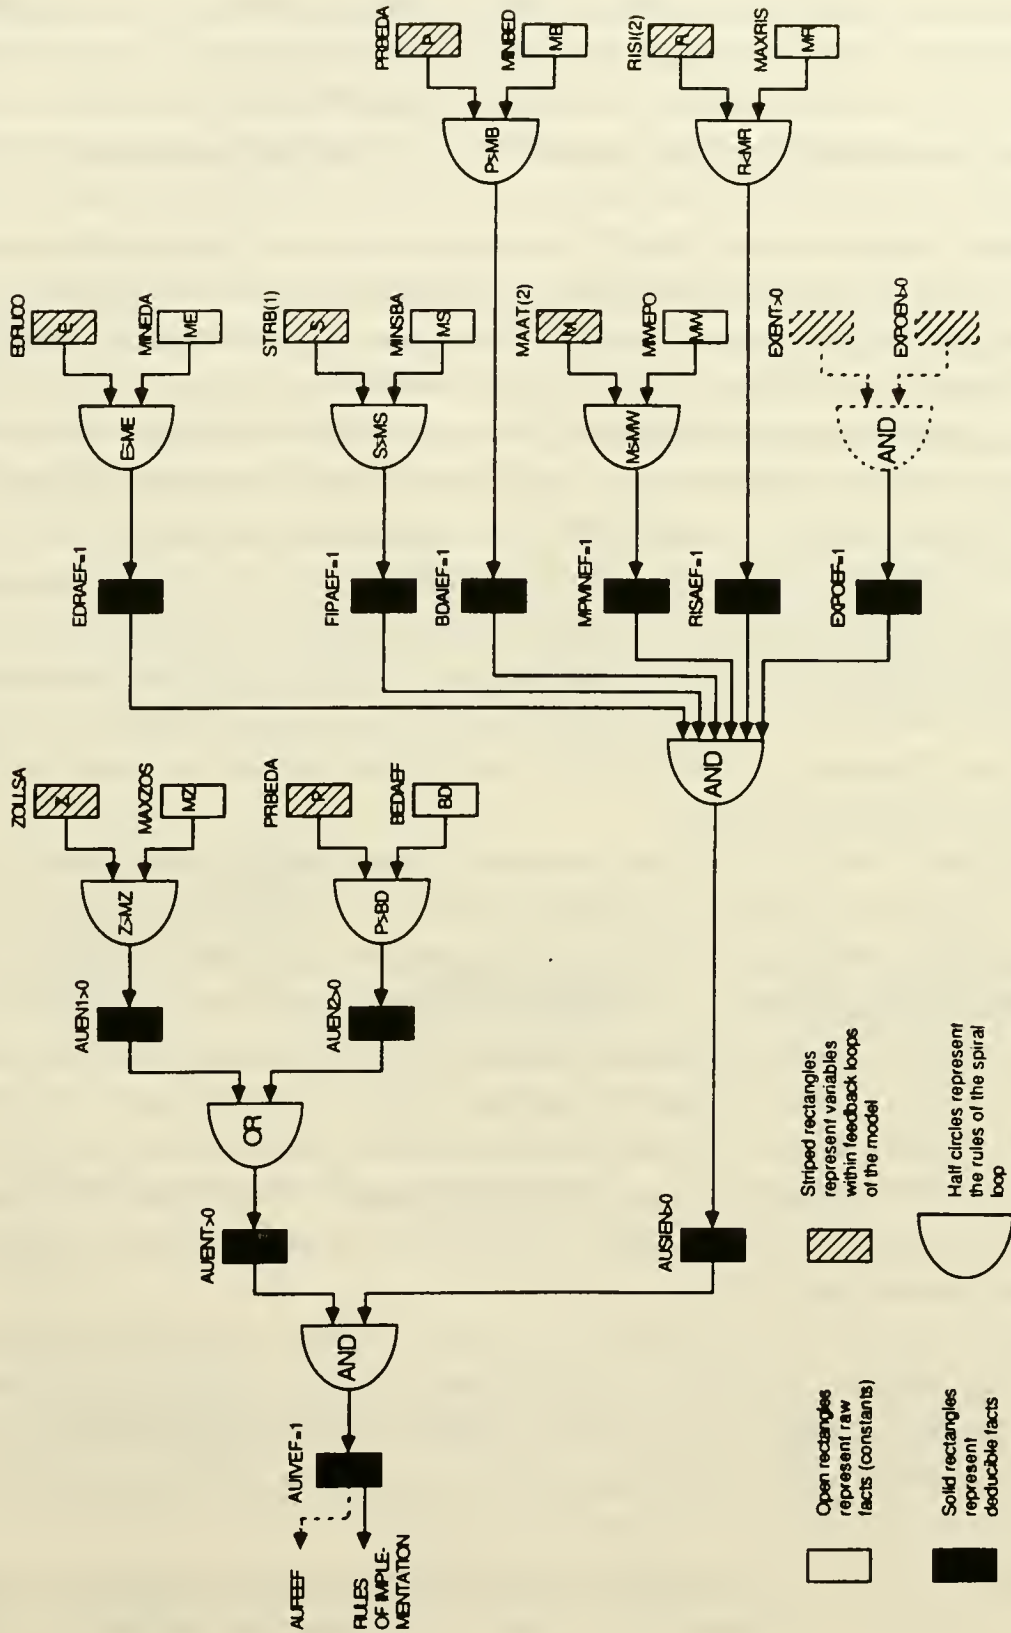 RULES
OF IMPLE-
MENTATION
AUIVEF=1
AND
AUENT>0
AUSIEN>0
OR
AUEN1>0
AUEN2>0
Z>MZ
P>BD
ZOLLSA
Z
MAXZOS
MZ
PRBEDA
P
BEDAEF
BD
AND
EDRAEF=1
FIPAEF=1
BDAIEF=1
MPMNEF=1
RISAEF=1
EXPOEF=1
E>ME
S>MS
M≤MW
AND
EDRUCO
E
MINEDA
ME
STRB(1)
S
MINSBA
MS
MAAT(2)
M
MIWEPO
MW
EXENT>0
EXPOEN>0
P>MB
R<MR
PRBEDA
P
MINBED
MB
RISI(2)
R
MAXRIS
MR
Open rectangles
represent raw
facts (constants)
Striped rectangles
represent variables
within feedback loops
of the model
Solid rectangles
represent
deducible facts
Half circles represent
the rules of the spiral
loop